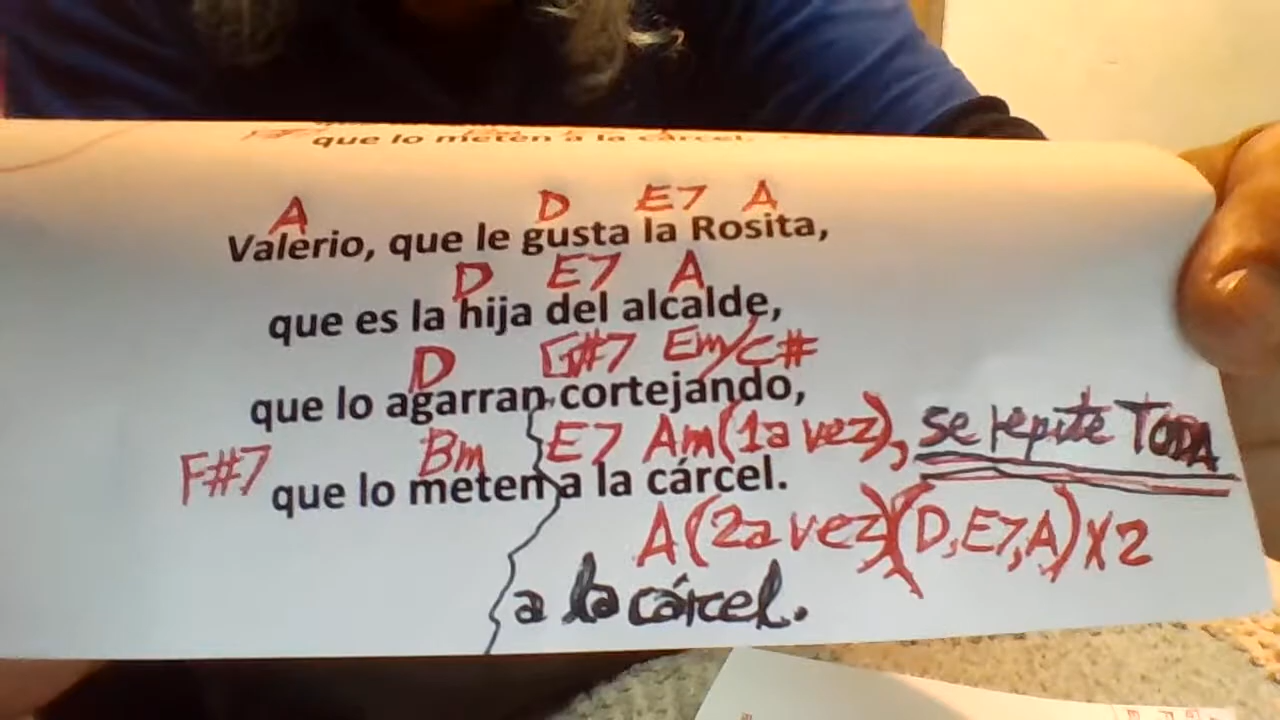 que lo meten a la cárcel.
A D E7 A
Valerio, que le gusta la Rosita,
D E7 A
que es la hija del alcalde,
D G#7 Em/C#
que lo agarran, cortejando,
F#7 Bm E7 Am (1a vez), se repite TODA
que lo meten a la cárcel.
A (2a vez) (D, E7, A) X 2
a la cárcel.